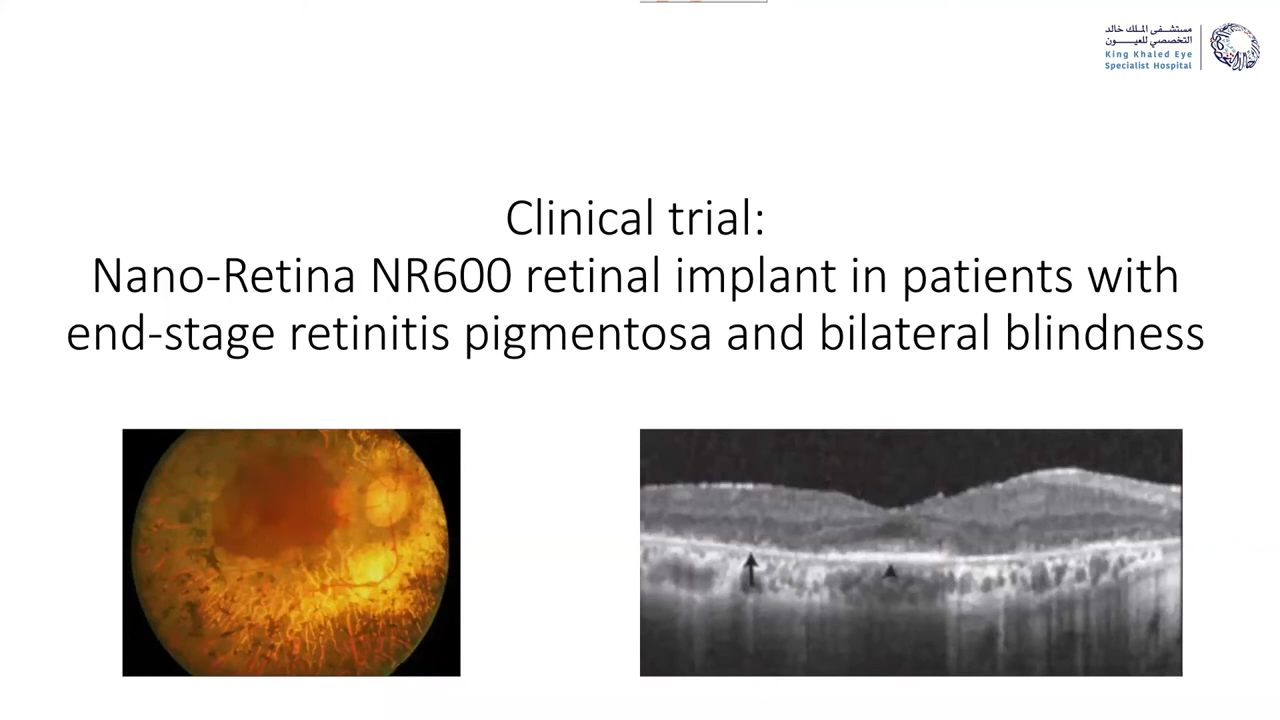 مستشفى الملك خالد
التخصصي للعيون
King Khaled Eye
Specialist Hospital
Clinical trial:
Nano-Retina NR600 retinal implant in patients with
end-stage retinitis pigmentosa and bilateral blindness